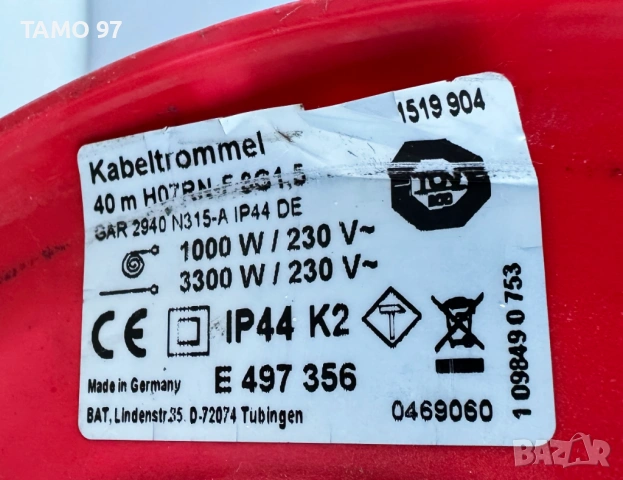 TAMO 97
1519 904
Kabeltrommel
40 m H07RN-F 3G1,5
GAR 2940 N315-A IP44 DE
1000 W / 230 V~
3300 W / 230 V~
CE IP44 K2
E 497 356
Made in Germany
BAT, Lindenstr.35. D-72074 Tubingen
0469060
1 09849 0 753
BAZAR